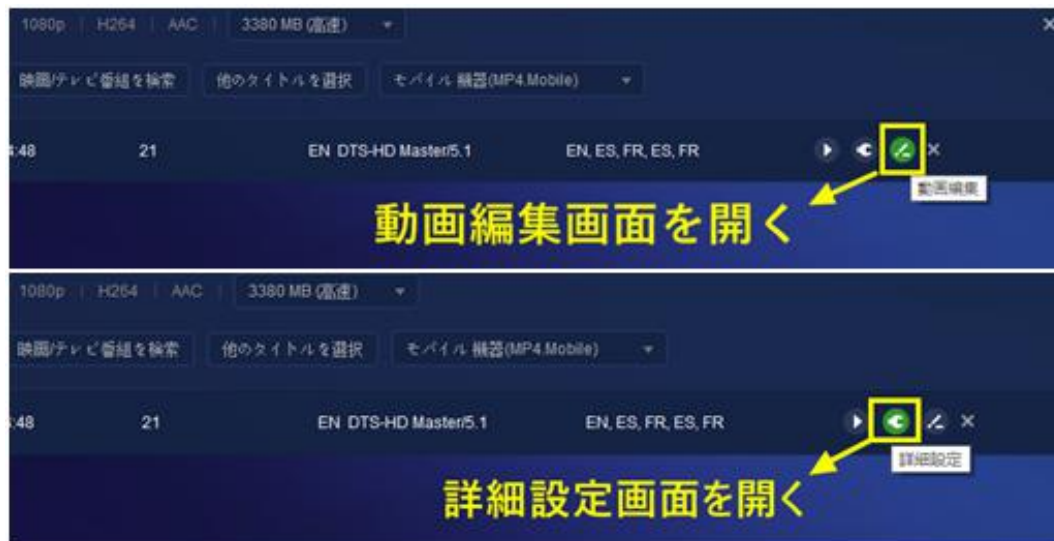 1080p | H264 | AAC | 3380 MB (高速)
映画/テレビ番組を検索 他のタイトルを選択 モバイル 機器(MP4.Mobile)
:48 21 EN DTS-HD Master/5.1 EN, ES, FR, ES, FR
動画編集
動画編集画面を開く
1080p | H264 | AAC | 3380 MB (高速)
映画/テレビ番組を検索 他のタイトルを選択 モバイル 機器(MP4.Mobile)
:48 21 EN DTS-HD Master/5.1 EN, ES, FR, ES, FR
詳細設定
詳細設定画面を開く